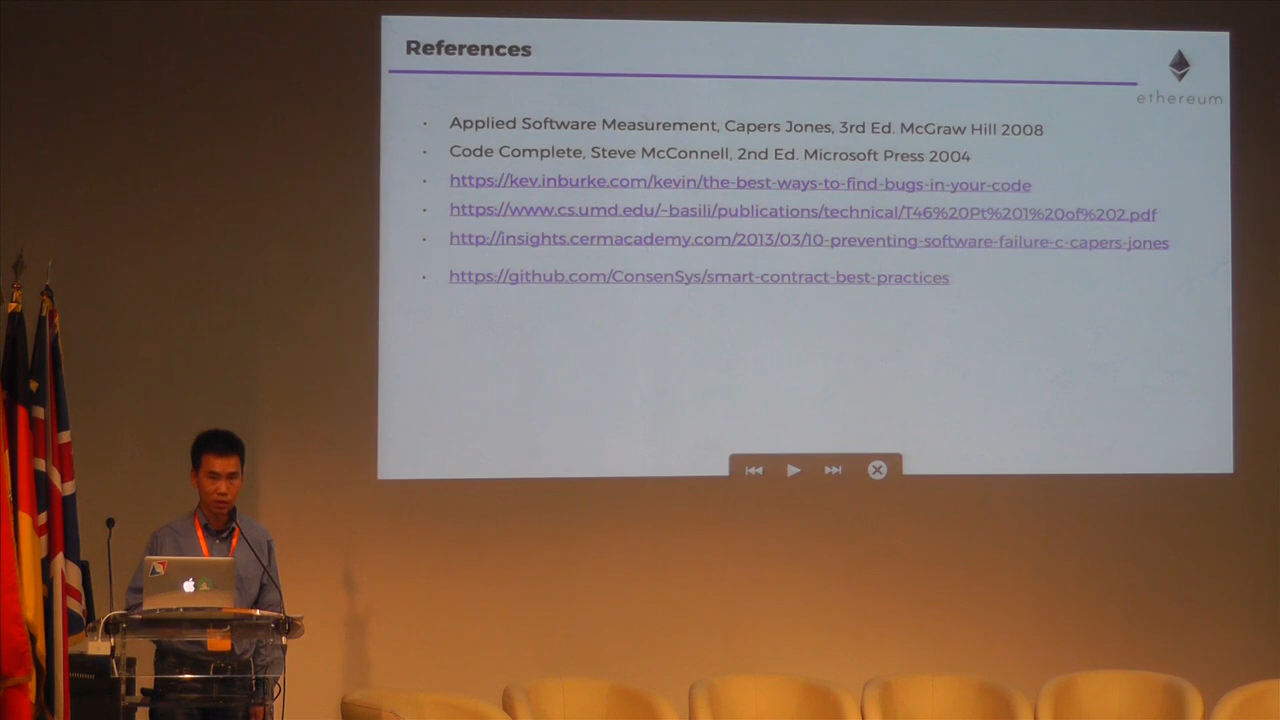 References
ethereum
· Applied Software Measurement, Capers Jones, 3rd Ed. McGraw Hill 2008
· Code Complete, Steve McConnell, 2nd Ed. Microsoft Press 2004
· https://kev.inburke.com/kevin/the-best-ways-to-find-bugs-in-your-code
· https://www.cs.umd.edu/~basili/publications/technical/T46%20Pt%201%20of%202.pdf
· http://insights.cermacademy.com/2013/03/10-preventing-software-failure-c-capers-jones
· https://github.com/ConsenSys/smart-contract-best-practices